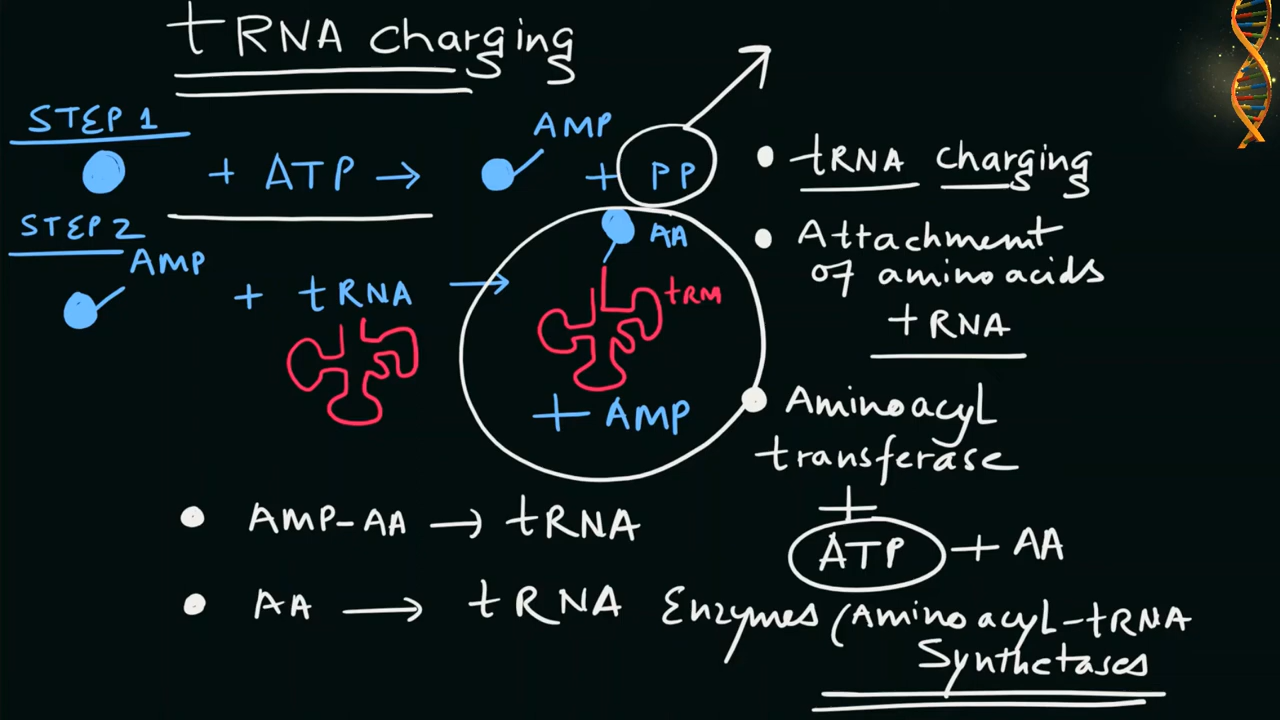 tRNA charging
STEP 1
+ ATP → AMP + PP
STEP 2
AMP
+ tRNA →
AA
tRM
+ AMP
• AMP-AA → tRNA
• AA → tRNA
• tRNA charging
• Attachment
of amino acids
+ RNA
• Aminoacyl
transferase
+
ATP + AA
Enzymes (Aminoacyl-tRNA
Synthetases